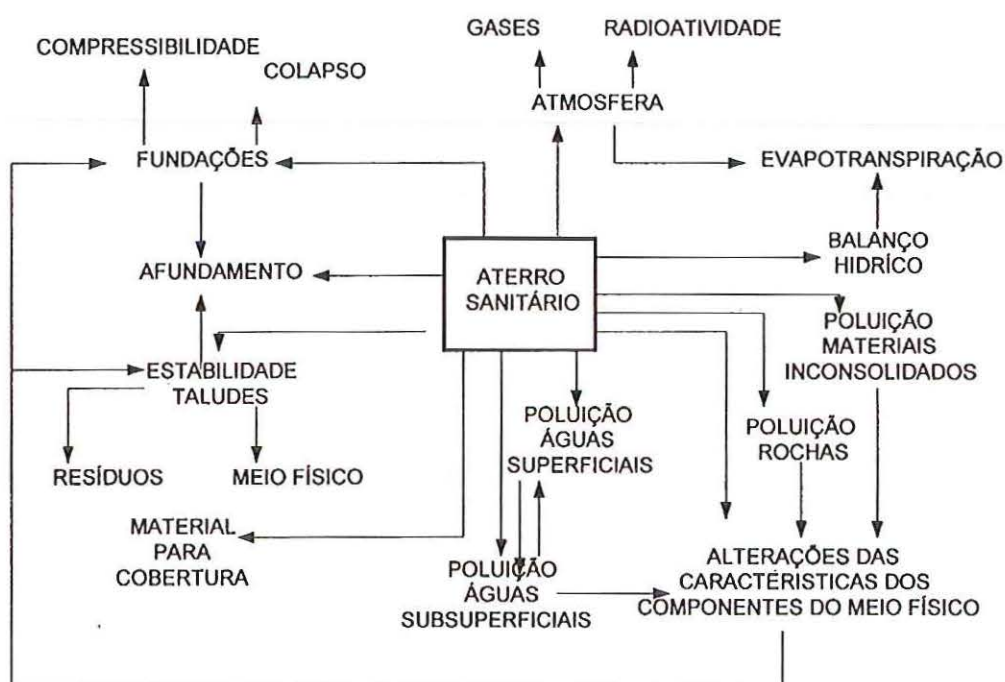 GASES
RADIOATIVIDADE
COMPRESSIBILIDADE
COLAPSO
ATMOSFERA
FUNDAÇÕES
EVAPOTRANSPIRAÇÃO
BALANÇO
HIDRÍCO
AFUNDAMENTO
ATERRO
SANITÁRIO
POLUIÇÃO
MATERIAIS
INCONSOLIDADOS
ESTABILIDADE
TALUDES
POLUIÇÃO
ÁGUAS
SUPERFICIAIS
POLUIÇÃO
ROCHAS
RESÍDUOS
MEIO FÍSICO
MATERIAL
PARA
COBERTURA
POLUIÇÃO
ÁGUAS
SUBSUPERFICIAIS
ALTERAÇÕES DAS
CARACTÉRISTICAS DOS
COMPONENTES DO MEIO FÍSICO